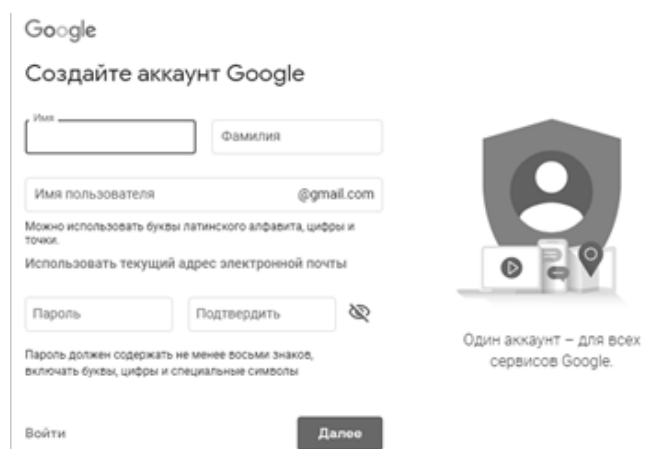 Google
Создайте аккаунт Google
Имя
Фамилия
Имя пользователя @gmail.com
Можно использовать буквы латинского алфавита, цифры и
точки.
Использовать текущий адрес электронной почты
Пароль Подтвердить
Пароль должен содержать не менее восьми знаков,
включать буквы, цифры и специальные символы
Войти Далее
Один аккаунт – для всех
сервисов Google.